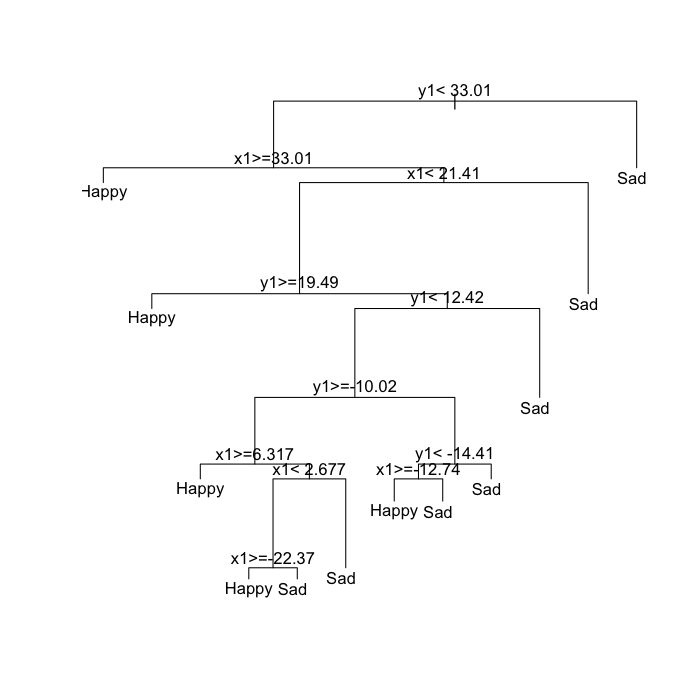 y1< 33.01
x1>=33.01
x1< 21.41
Happy
Sad
y1>=19.49
y1< 12.42
Happy
Sad
y1>=-10.02
Sad
x1>=6.317
x1< 2.677
y1< -14.41
x1>=-12.74
Happy
Happy
Sad
Sad
x1>=-22.37
Happy
Sad
Sad